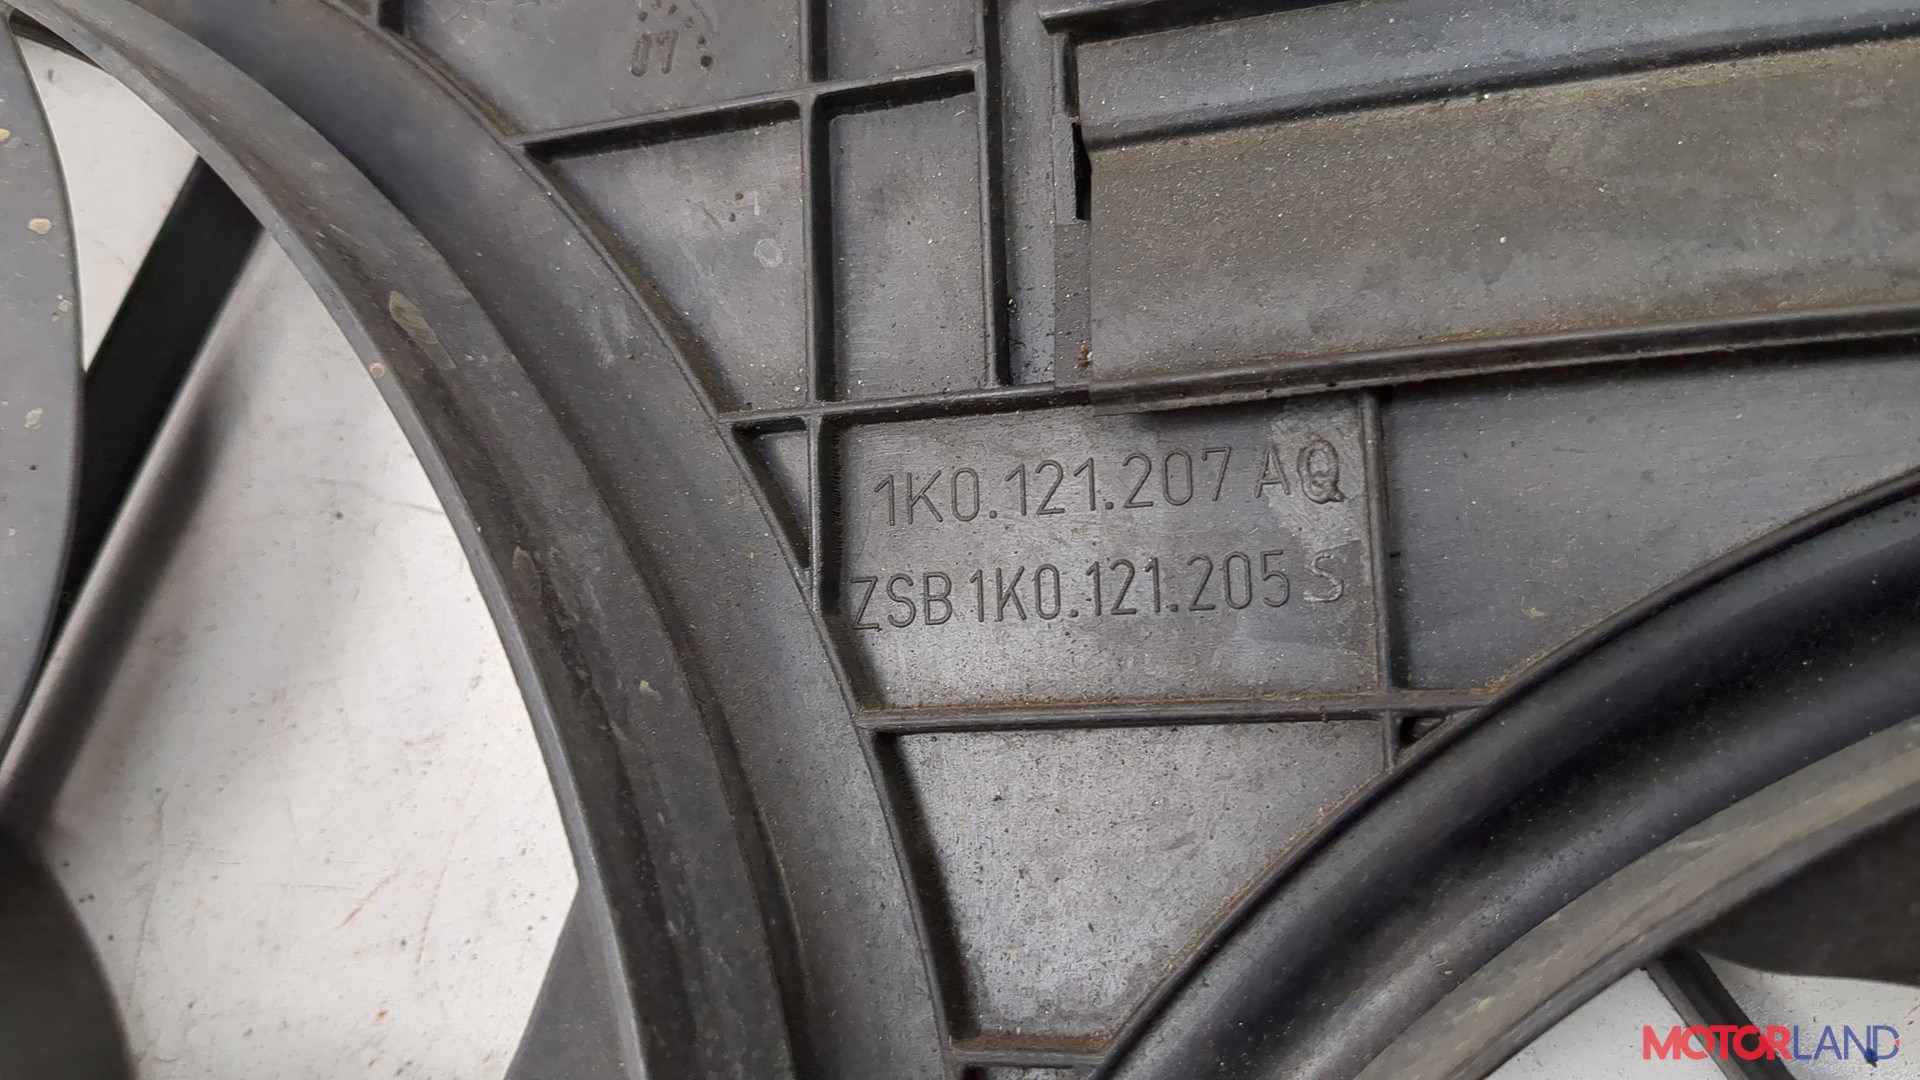 07
1K0.121.207 AQ
ZSB 1K0.121.205 S
MOTORLAND